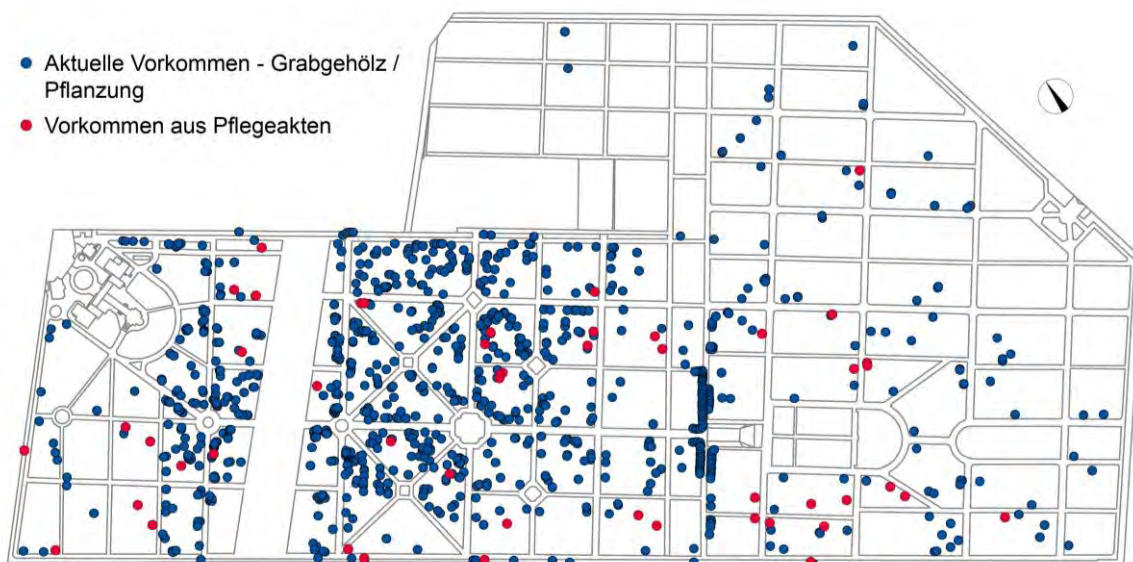 Aktuelle Vorkommen - Grabgehölz /
Pflanzung
Vorkommen aus Pflegeakten